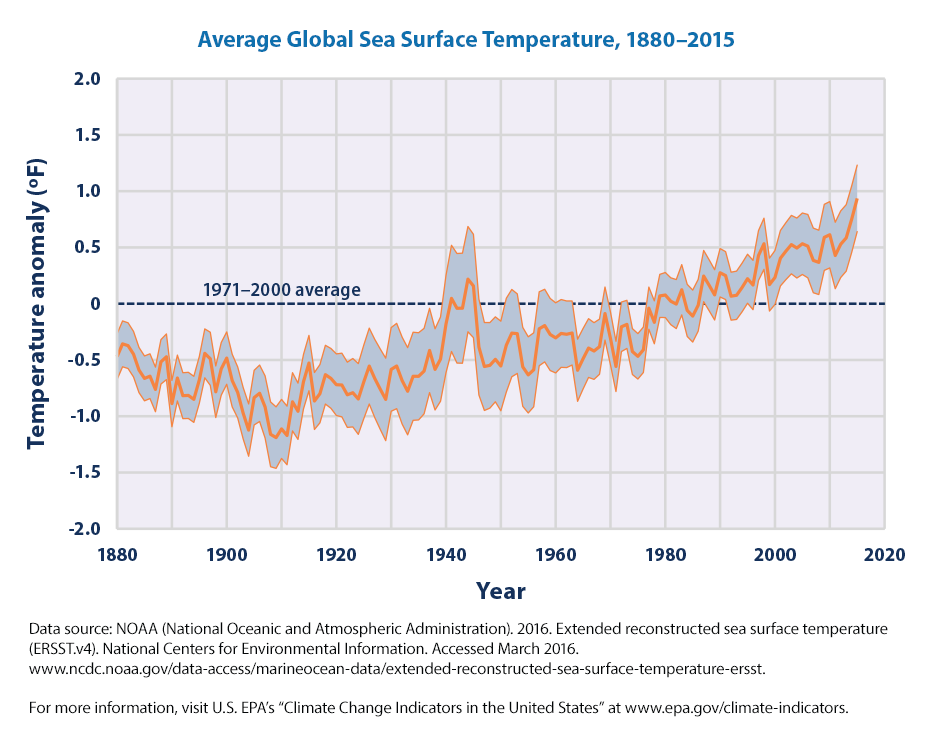 Average Global Sea Surface Temperature, 1880–2015
Temperature anomaly (ºF)
2.0
1.5
1.0
0.5
0
-0.5
-1.0
-1.5
-2.0
1971–2000 average
1880 1900 1920 1940 1960 1980 2000 2020
Year
Data source: NOAA (National Oceanic and Atmospheric Administration). 2016. Extended reconstructed sea surface temperature
(ERSST.v4). National Centers for Environmental Information. Accessed March 2016.
www.ncdc.noaa.gov/data-access/marineocean-data/extended-reconstructed-sea-surface-temperature-ersst.
For more information, visit U.S. EPA’s “Climate Change Indicators in the United States” at www.epa.gov/climate-indicators.